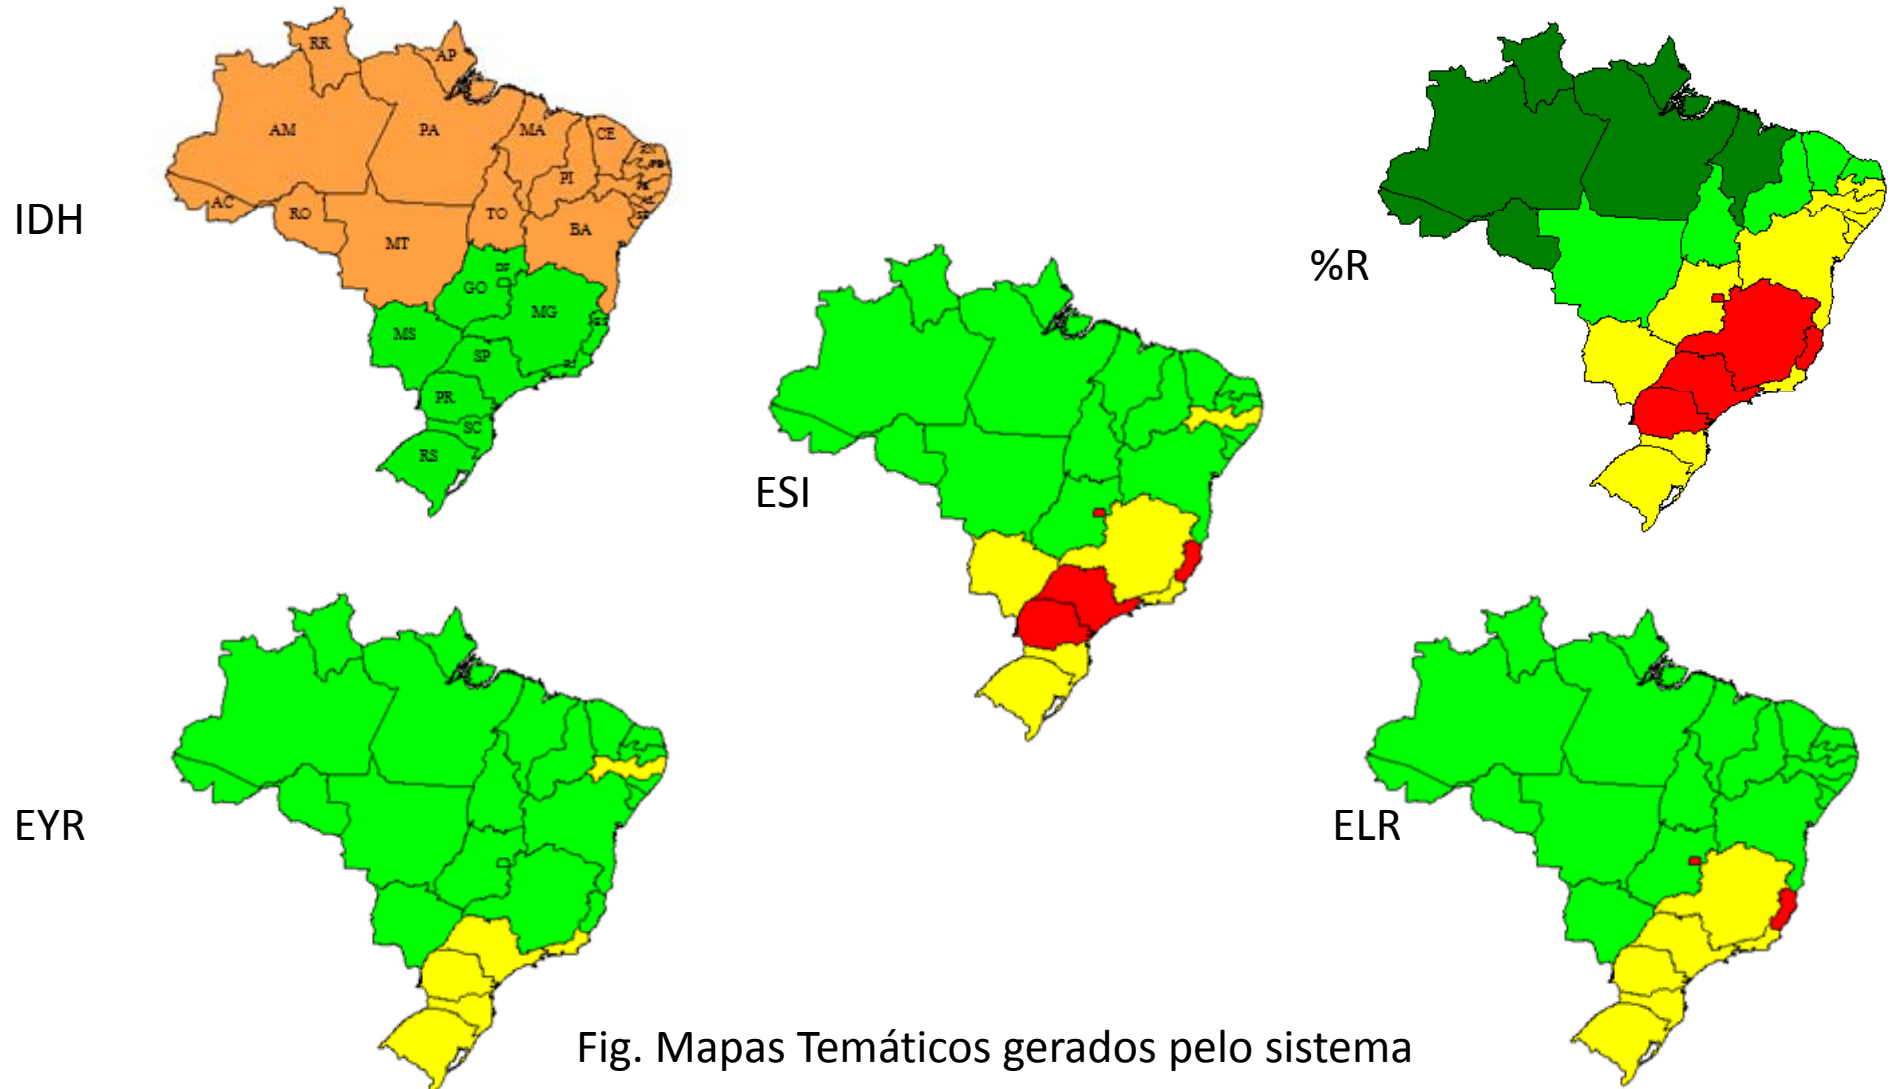 RR
AP
AM
PA
MA
CE
PI
AC
RO
TO
BA
MT
DF
GO
MG
MS
SP
PR
SC
RS
IDH
%R
ESI
EYR
ELR
Fig. Mapas Temáticos gerados pelo sistema